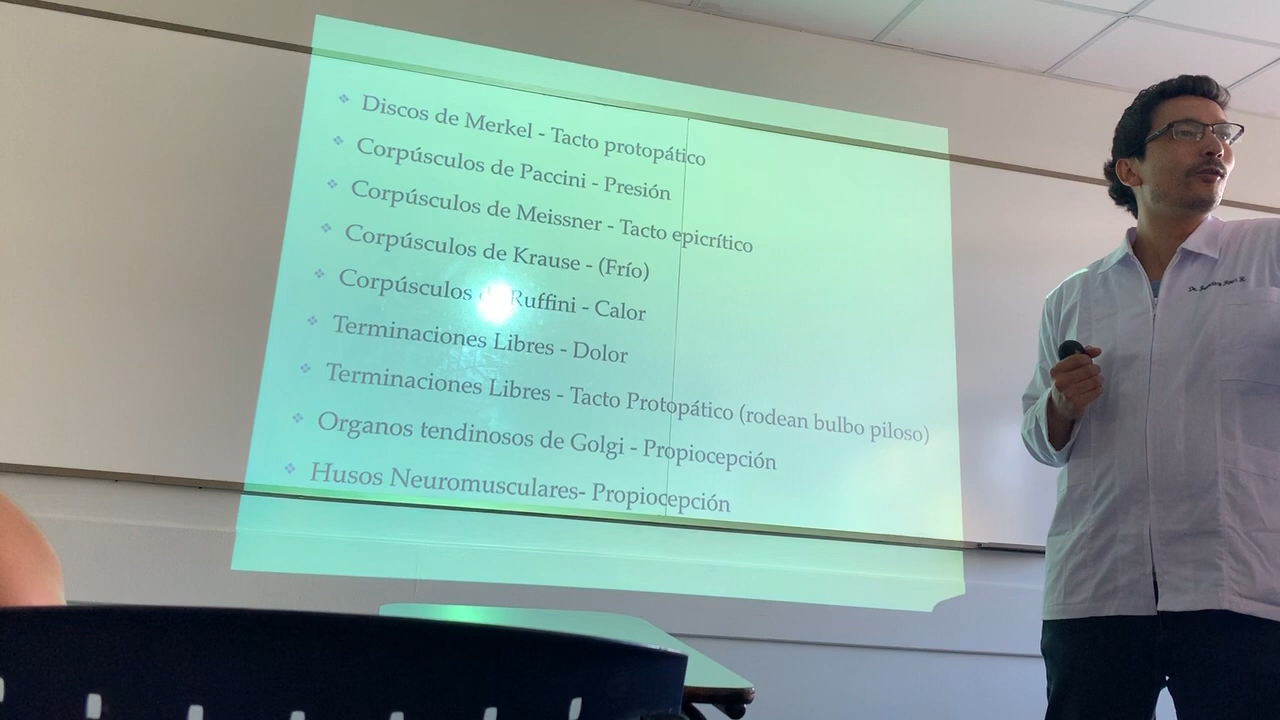 Discos de Merkel - Tacto protopático
Corpúsculos de Paccini - Presión
Corpúsculos de Meissner - Tacto epicrítico
Corpúsculos de Krause - (Frío)
Corpúsculos de Ruffini - Calor
Terminaciones Libres - Dolor
Terminaciones Libres - Tacto Protopático (rodean bulbo piloso)
Organos tendinosos de Golgi - Propiocepción
Husos Neuromusculares- Propiocepción
Dr.